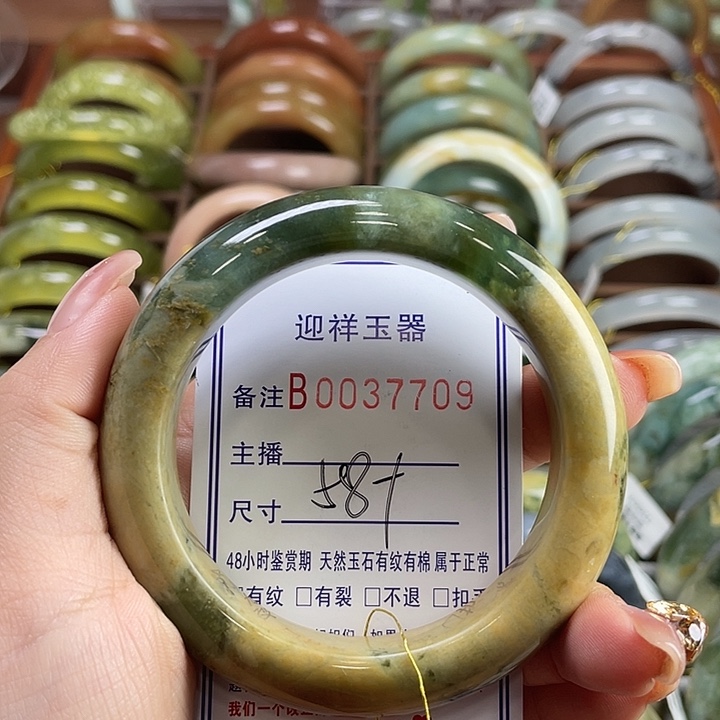 迎祥玉器
备注B0037709
主播
尺寸 58+
48小时鉴赏期 天然玉石有纹有棉 属于正常
有纹 □有裂 □不退 □扣
如果
我们一个